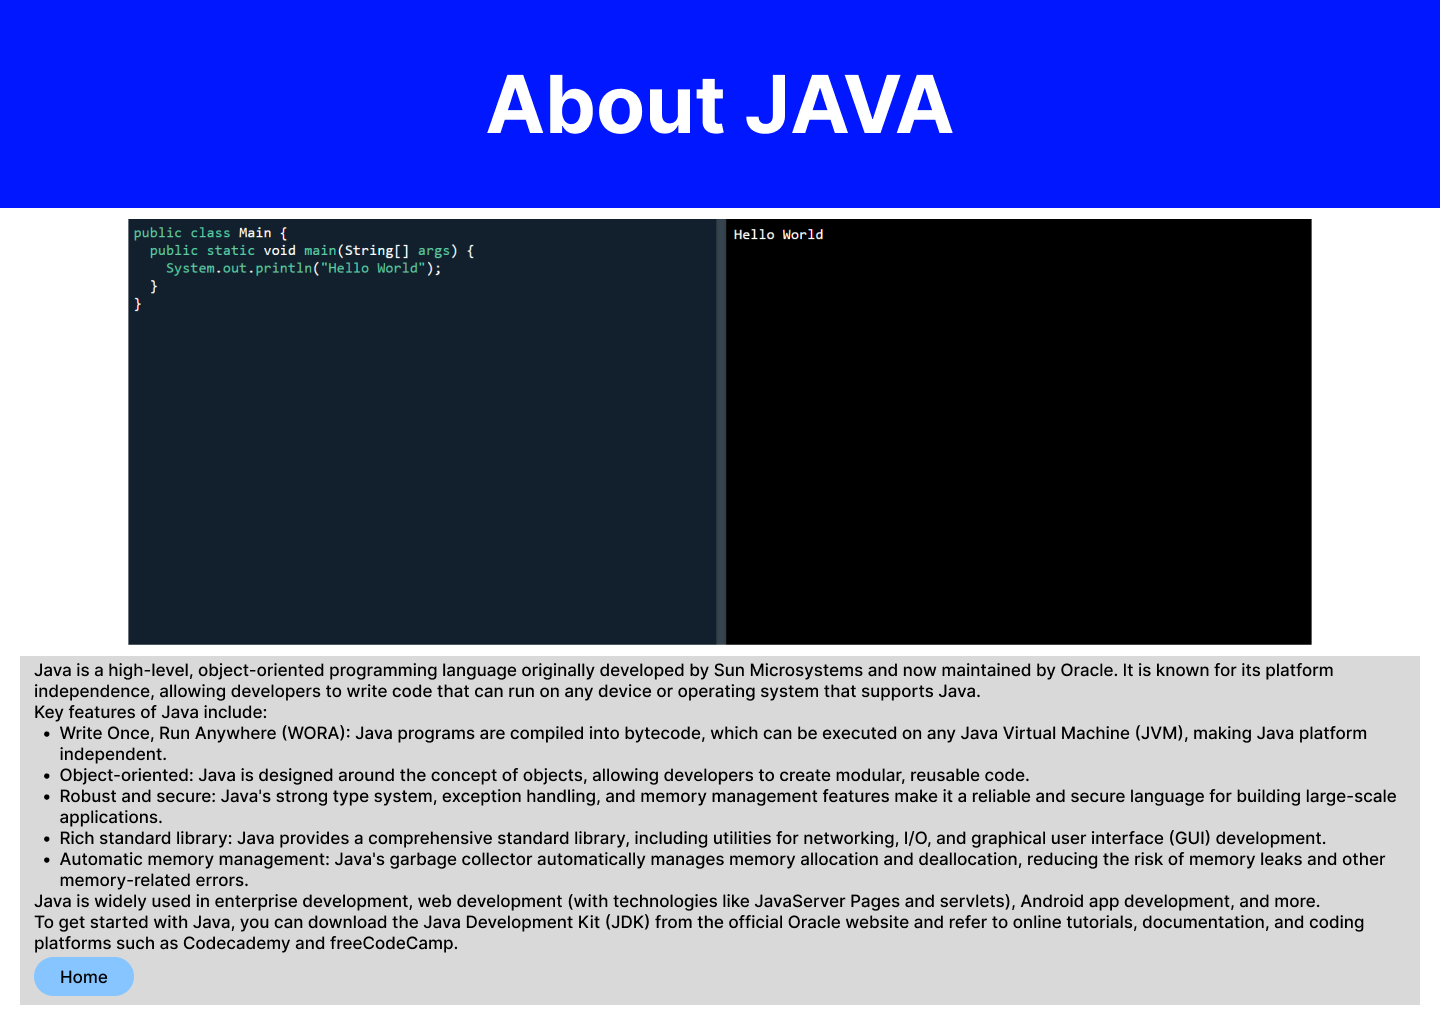 About JAVA
public class Main {
  public static void main(String[] args) {
    System.out.println("Hello World");
  }
}
Hello World
Java is a high-level, object-oriented programming language originally developed by Sun Microsystems and now maintained by Oracle. It is known for its platform
independence, allowing developers to write code that can run on any device or operating system that supports Java.
Key features of Java include:
• Write Once, Run Anywhere (WORA): Java programs are compiled into bytecode, which can be executed on any Java Virtual Machine (JVM), making Java platform
independent.
• Object-oriented: Java is designed around the concept of objects, allowing developers to create modular, reusable code.
• Robust and secure: Java's strong type system, exception handling, and memory management features make it a reliable and secure language for building large-scale
applications.
• Rich standard library: Java provides a comprehensive standard library, including utilities for networking, I/O, and graphical user interface (GUI) development.
• Automatic memory management: Java's garbage collector automatically manages memory allocation and deallocation, reducing the risk of memory leaks and other
memory-related errors.
Java is widely used in enterprise development, web development (with technologies like JavaServer Pages and servlets), Android app development, and more.
To get started with Java, you can download the Java Development Kit (JDK) from the official Oracle website and refer to online tutorials, documentation, and coding
platforms such as Codecademy and freeCodeCamp.
Home